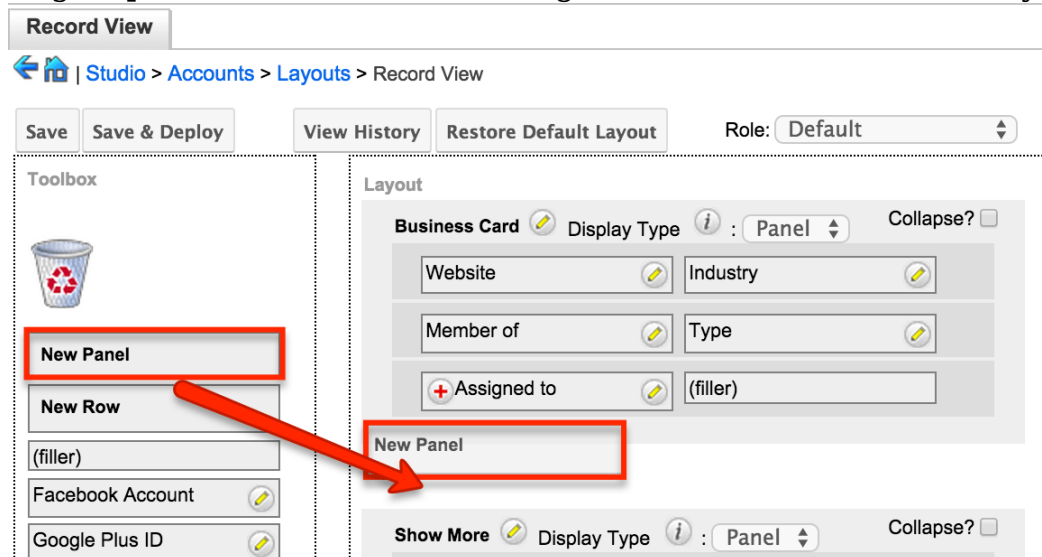 Record View
| Studio > Accounts > Layouts > Record View
Save Save & Deploy View History Restore Default Layout Role: Default
Toolbox
Layout
Business Card Display Type i : Panel Collapse?
Website Industry
Member of Type
New Panel
Assigned to (filler)
New Row
New Panel
(filler)
Facebook Account
Google Plus ID
Show More Display Type i : Panel Collapse?